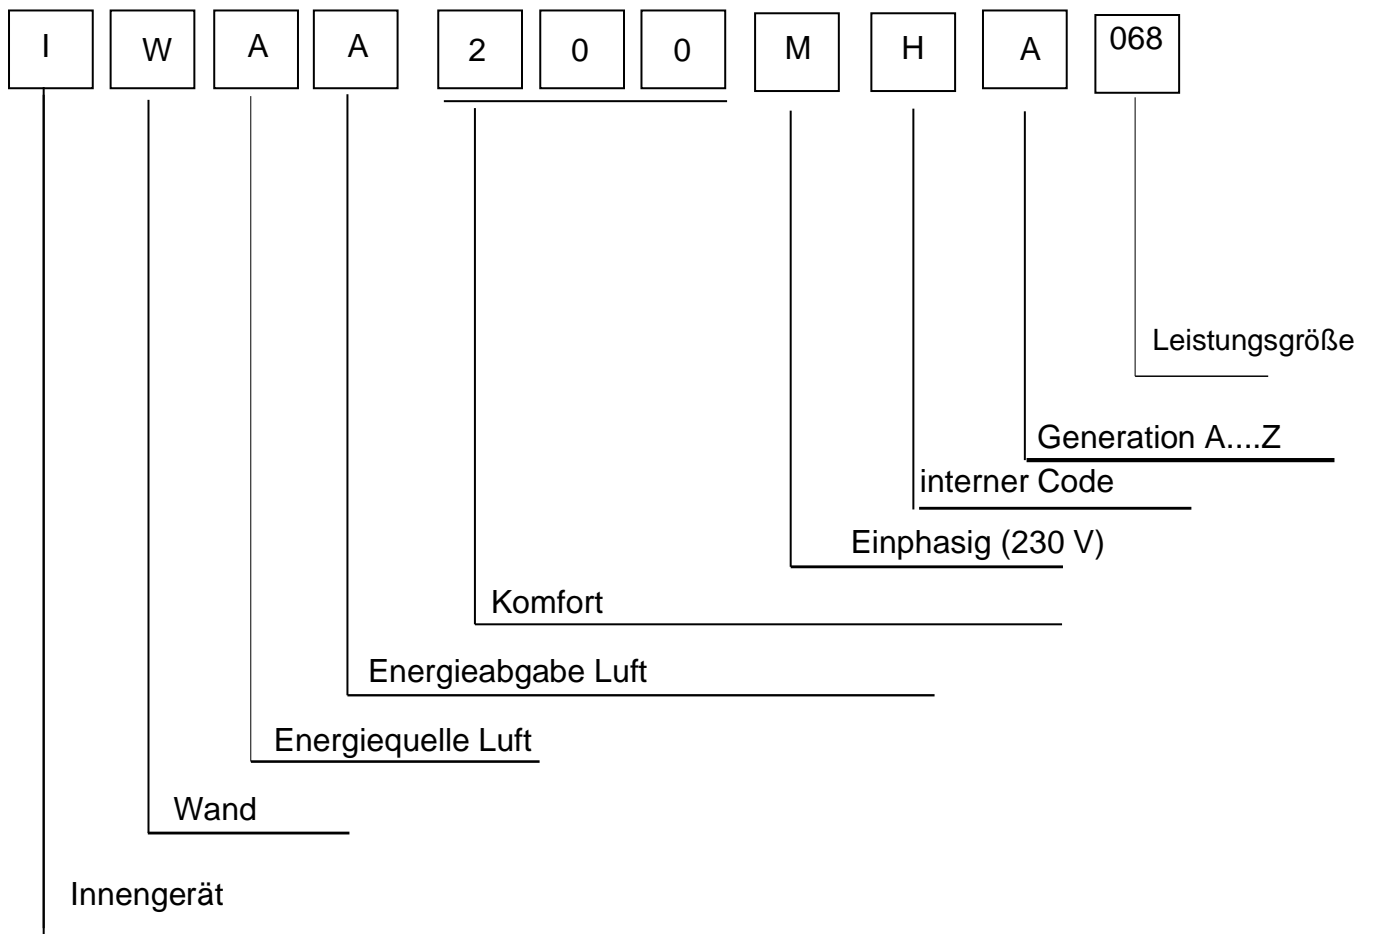 I W A A 2 0 0 M H A 068
Leistungsgröße
Generation A....Z
interner Code
Einphasig (230 V)
Komfort
Energieabgabe Luft
Energiequelle Luft
Wand
Innengerät